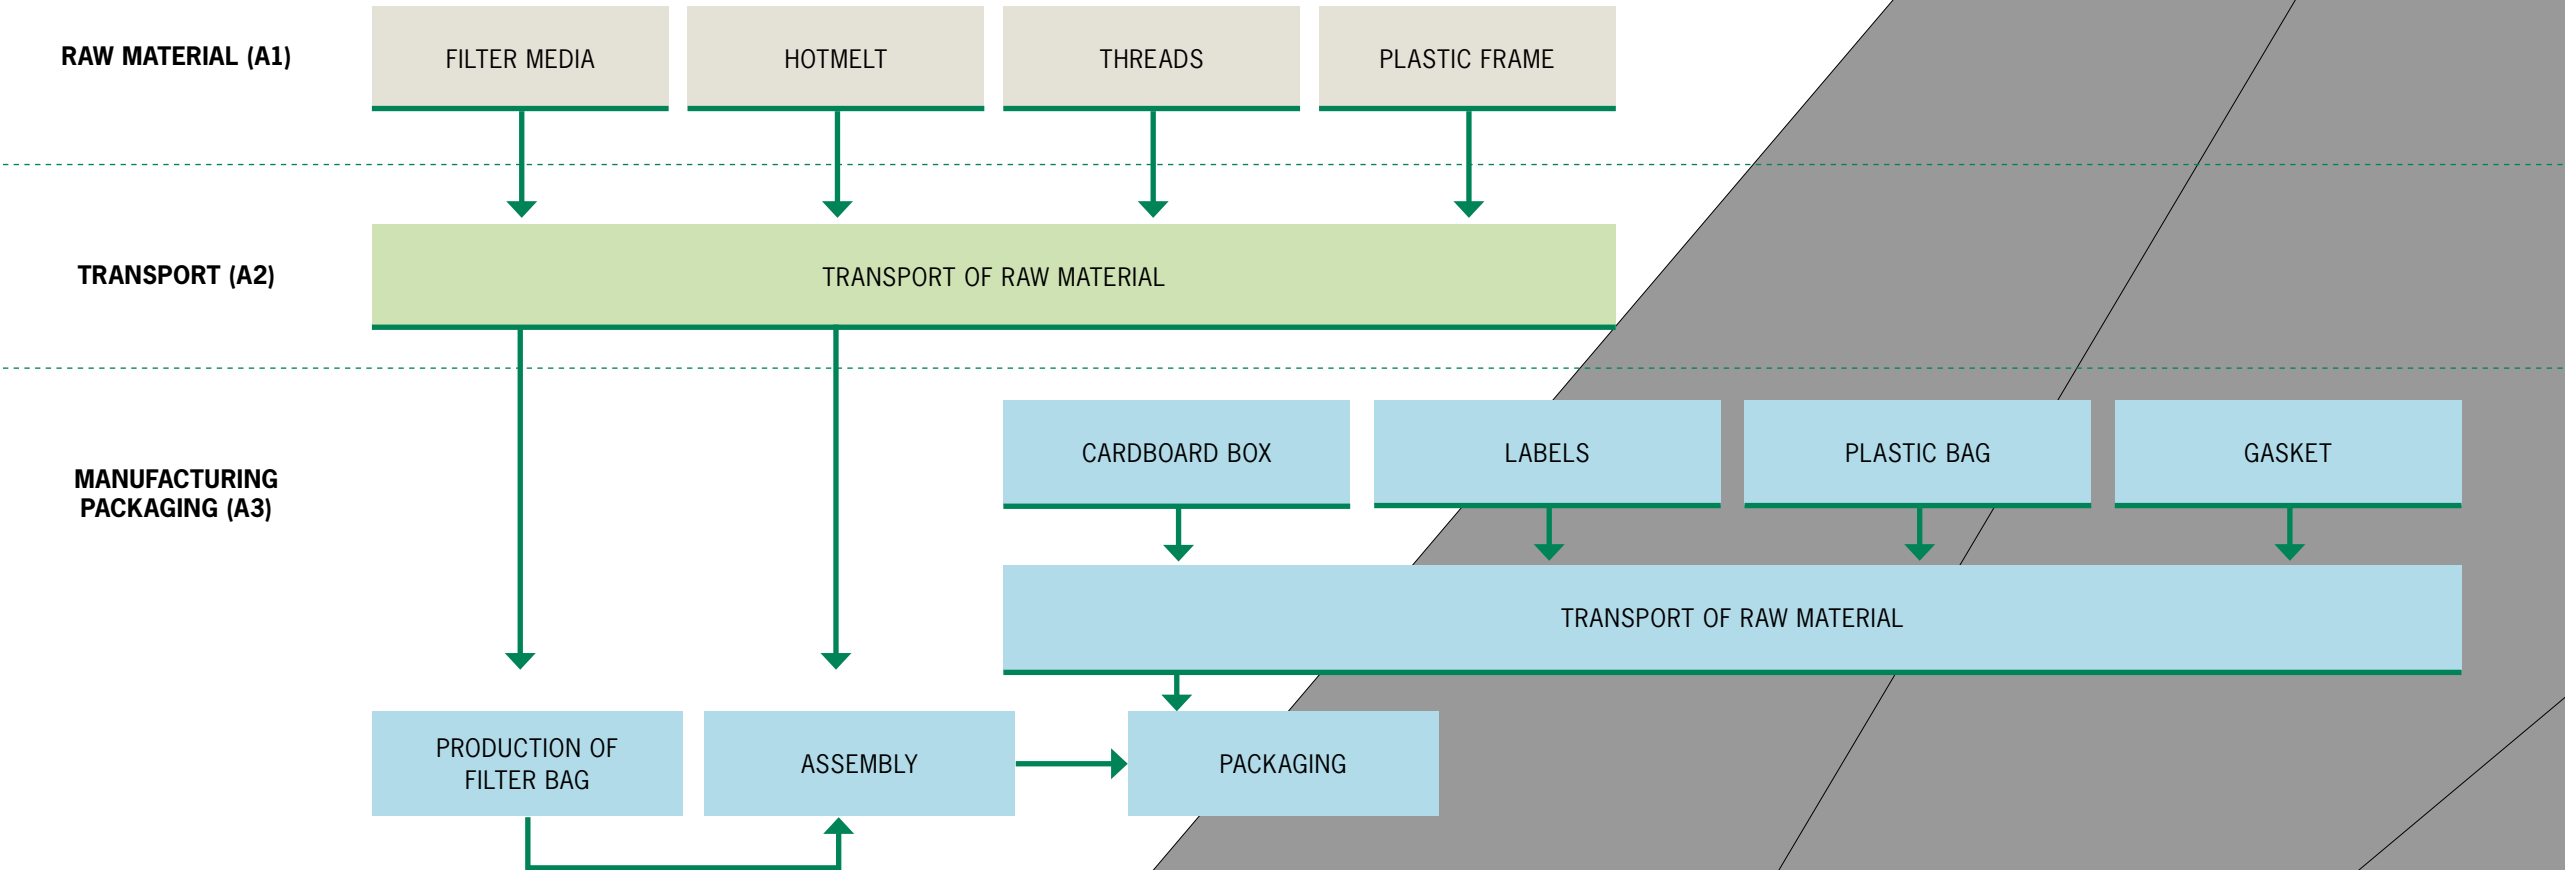 RAW MATERIAL (A1)
FILTER MEDIA
HOTMELT
THREADS
PLASTIC FRAME
TRANSPORT (A2)
TRANSPORT OF RAW MATERIAL
MANUFACTURING
PACKAGING (A3)
CARDBOARD BOX
LABELS
PLASTIC BAG
GASKET
TRANSPORT OF RAW MATERIAL
PRODUCTION OF
FILTER BAG
ASSEMBLY
PACKAGING